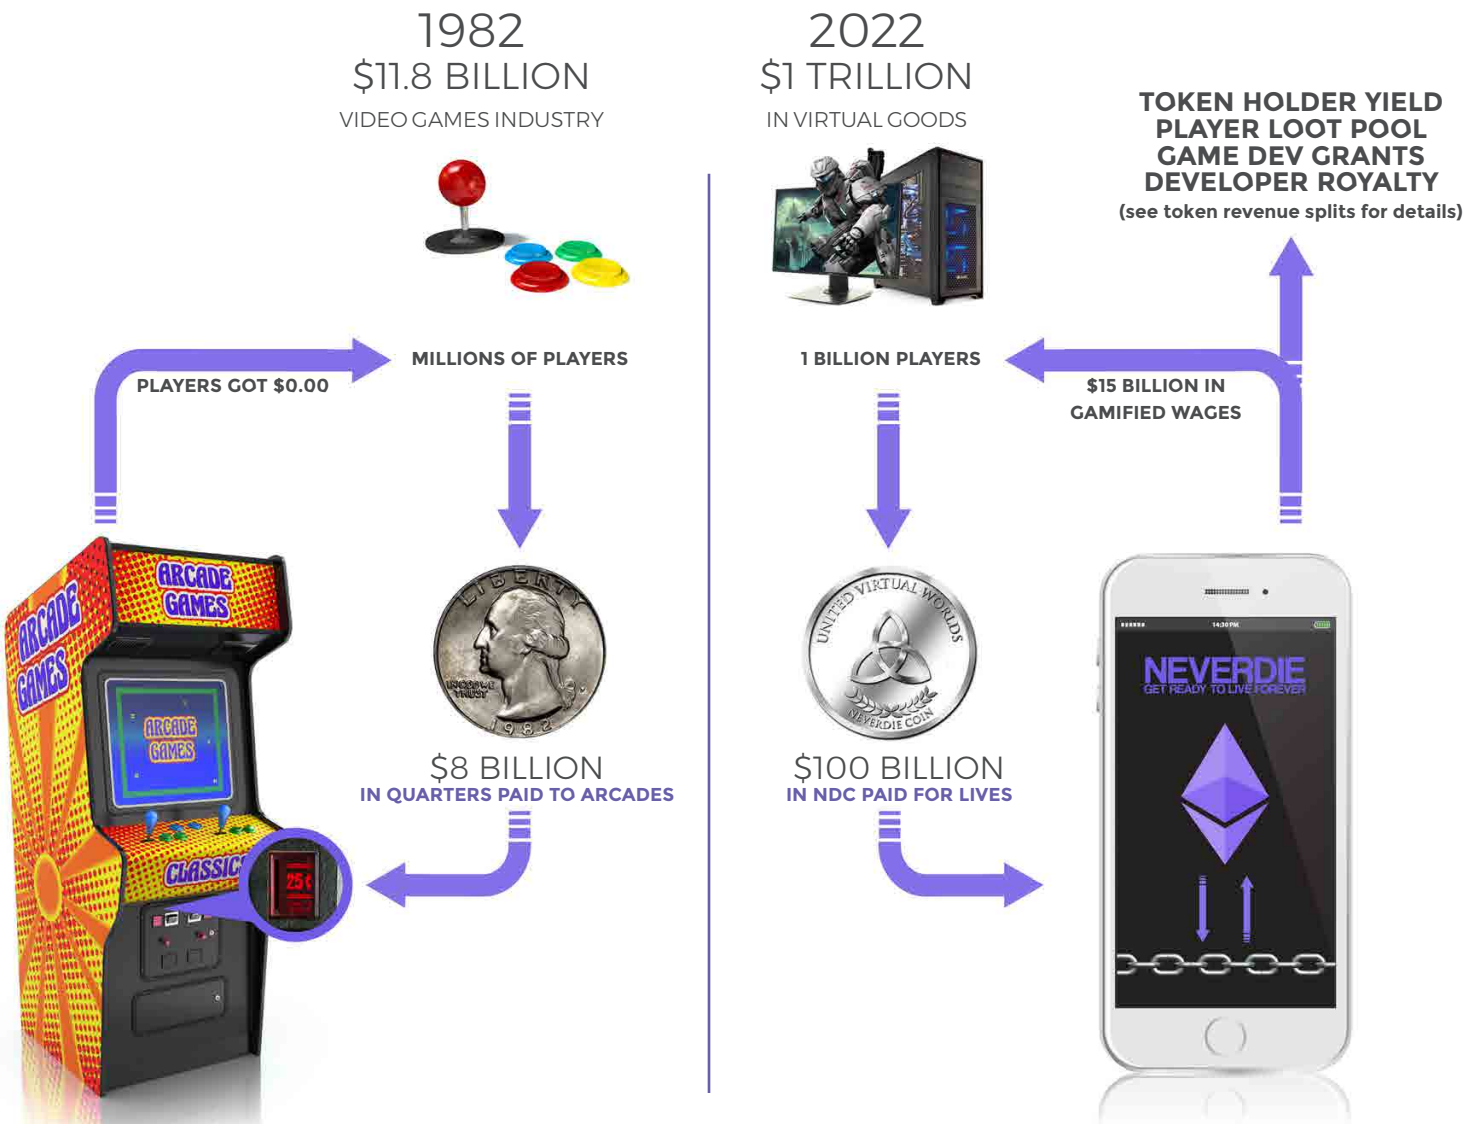 1982
$11.8 BILLION
VIDEO GAMES INDUSTRY
MILLIONS OF PLAYERS
PLAYERS GOT $0.00
ARCADE
GAMES
ARCADE
GAMES
ARCADE
GAMES
CLASSIC
25¢
LIBERTY
IN GOD WE
TRUST
1982
$8 BILLION
IN QUARTERS PAID TO ARCADES
2022
$1 TRILLION
IN VIRTUAL GOODS
1 BILLION PLAYERS
UNITED VIRTUAL WORLDS
NEVERDIE COIN
$100 BILLION
IN NDC PAID FOR LIVES
TOKEN HOLDER YIELD
PLAYER LOOT POOL
GAME DEV GRANTS
DEVELOPER ROYALTY
(see token revenue splits for details)
$15 BILLION IN
GAMIFIED WAGES
14:30 PM
NEVERDIE
GET READY TO LIVE FOREVER